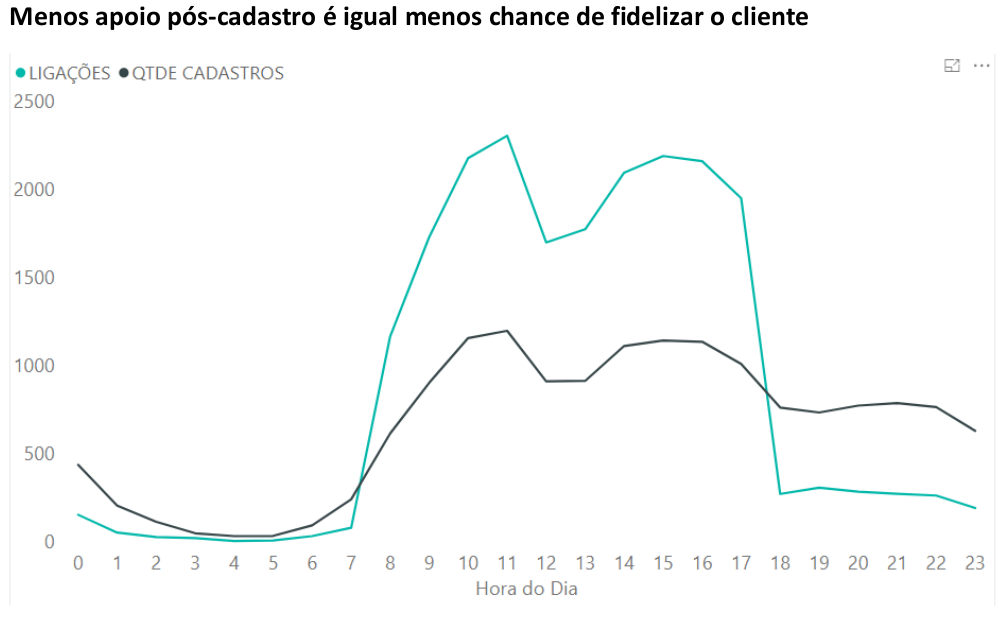 Menos apoio pós-cadastro é igual menos chance de fidelizar o cliente
LIGAÇÕES QTDE CADASTROS
2500
2000
1500
1000
500
0
0 1 2 3 4 5 6 7 8 9 10 11 12 13 14 15 16 17 18 19 20 21 22 23
Hora do Dia